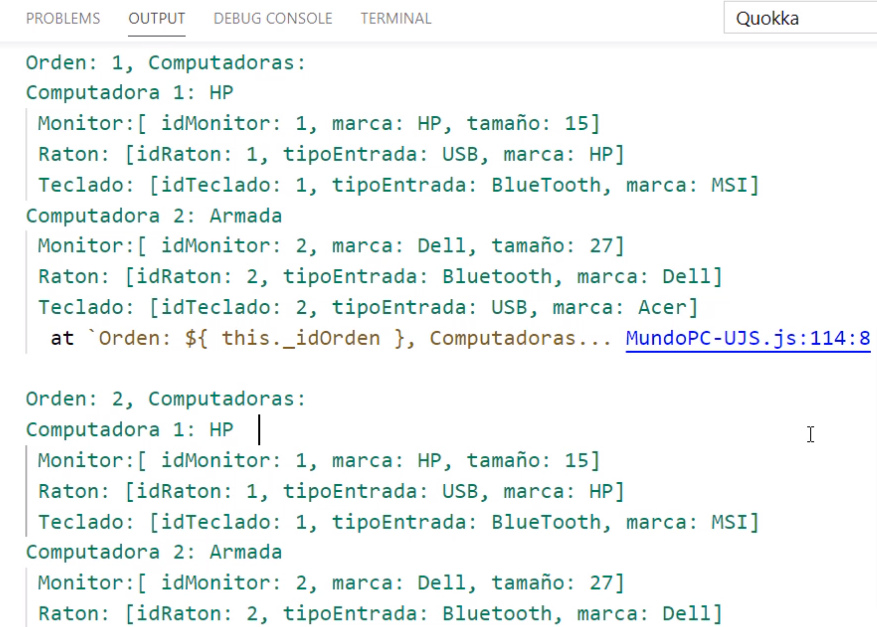 PROBLEMS OUTPUT DEBUG CONSOLE TERMINAL Quokka
Orden: 1, Computadoras:
Computadora 1: HP
Monitor:[ idMonitor: 1, marca: HP, tamaño: 15]
Raton: [idRaton: 1, tipoEntrada: USB, marca: HP]
Teclado: [idTeclado: 1, tipoEntrada: BlueTooth, marca: MSI]
Computadora 2: Armada
Monitor:[ idMonitor: 2, marca: Dell, tamaño: 27]
Raton: [idRaton: 2, tipoEntrada: Bluetooth, marca: Dell]
Teclado: [idTeclado: 2, tipoEntrada: USB, marca: Acer]
at `Orden: ${ this._idOrden }, Computadoras... MundoPC-UJS.js:114:8
Orden: 2, Computadoras:
Computadora 1: HP
Monitor:[ idMonitor: 1, marca: HP, tamaño: 15]
Raton: [idRaton: 1, tipoEntrada: USB, marca: HP]
Teclado: [idTeclado: 1, tipoEntrada: BlueTooth, marca: MSI]
Computadora 2: Armada
Monitor:[ idMonitor: 2, marca: Dell, tamaño: 27]
Raton: [idRaton: 2, tipoEntrada: Bluetooth, marca: Dell]